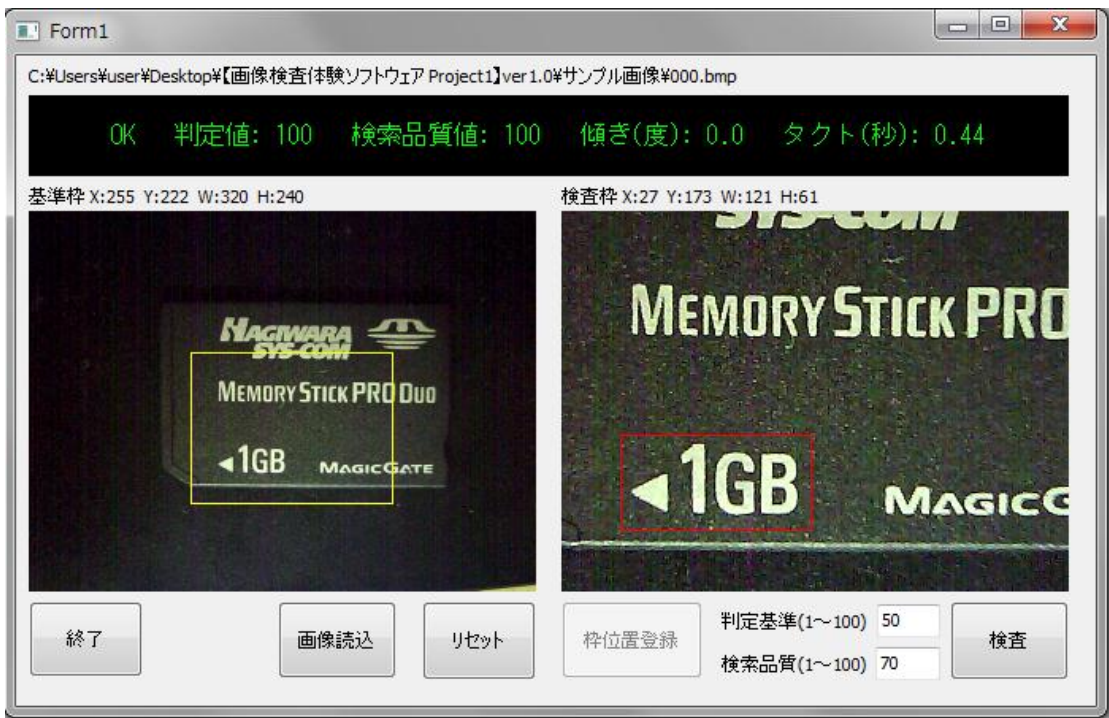 Form1
C:¥Users¥user¥Desktop¥【画像検査体験ソフトウェア Project1】ver1.0¥サンプル画像¥000.bmp
OK 判定値: 100 検索品質値: 100 傾き(度): 0.0 タクト(秒): 0.44
基準枠 X:255 Y:222 W:320 H:240
検査枠 X:27 Y:173 W:121 H:61
HAGIWARA
SYS-COM
MEMORY STICK PRO DUO
◄1GB MAGICGATE
SYS-COM
MEMORY STICK PRO
◄1GB MAGICG
終了
画像読込
リセット
枠位置登録
判定基準(1～100) 50
検索品質(1～100) 70
検査